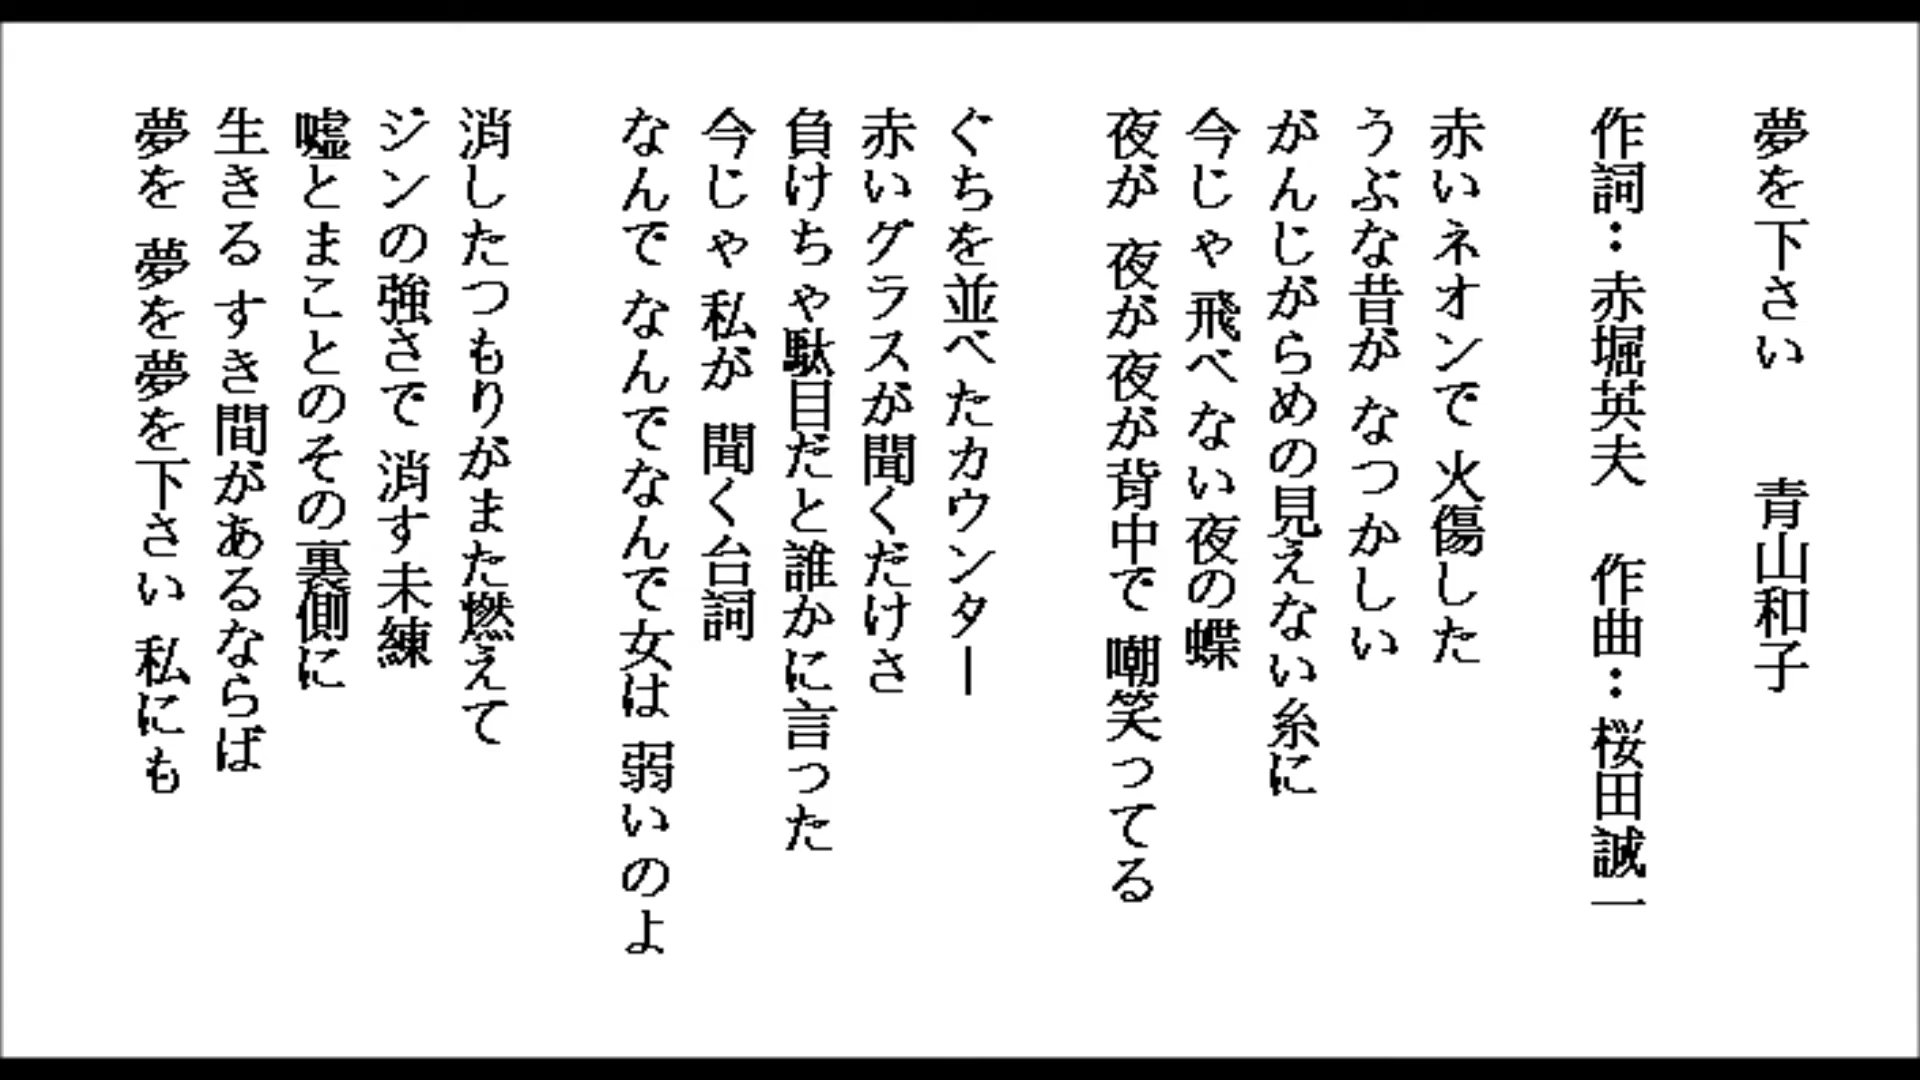 夢を下さい　　青山和子
作詞：赤堀英夫　作曲：桜田誠一
赤いネオンで 火傷した
うぶな昔が なつかしい
がんじがらめの見えない糸に
今じゃ 飛べない夜の蝶
夜が 夜が夜が背中で 嘲笑ってる
ぐちを並べたカウンター
赤いグラスが聞くだけさ
負けちゃ駄目だと誰かに言った
今じゃ 私が 聞く台詞
なんで なんでなんで女は 弱いのよ
消したつもりがまた燃えて
ジンの強さで 消す未練
嘘とまことのその裏側に
生きる すき間があるならば
夢を 夢を夢を下さい 私にも